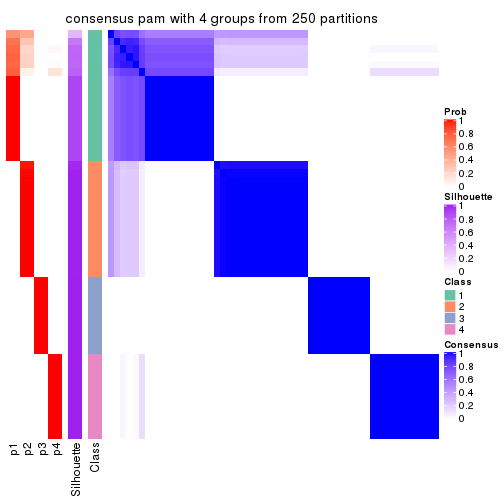 consensus pam with 4 groups from 250 partitions
Prob
1
0.8
0.6
0.4
0.2
0
Silhouette
1
0.8
0.6
0.4
0.2
0
Class
1
2
3
4
Consensus
1
0.8
0.6
0.4
0.2
0
p1
p2
p3
p4
Silhouette
Class